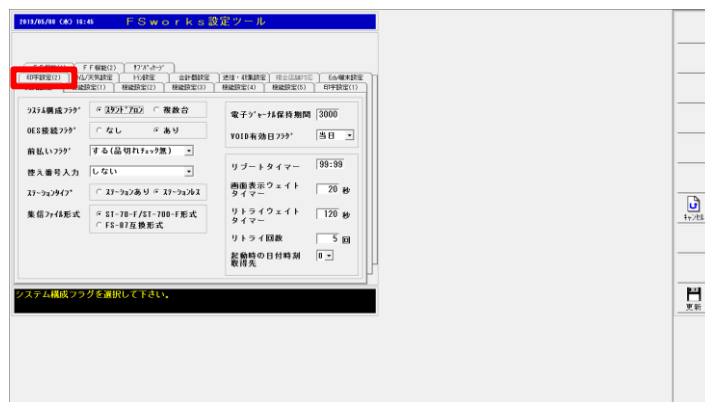 2019/05/08 (水) 16:45 FSworks設定ツール
FF機能(2) ｻﾌﾞﾊﾟｯｹｰｼﾞ
印字設定(2) ﾄﾚﾝ設定 会計書設定 送信・収集設定 複合店舗対応 Edy端末設定
機能設定(2) 機能設定(3) 機能設定(4) 機能設定(5) 印字設定(1)
ｼｽﾃﾑ構成ﾌﾗｸﾞ ｽﾀﾝﾄﾞｱﾛﾝ 複数台
OES接続ﾌﾗｸﾞ なし あり
前払いﾌﾗｸﾞ する(品切れﾁｪｯｸ無)
控え番号入力 しない
ｽﾃｰｼｮﾝﾀｲﾌﾟ ｽﾃｰｼｮﾝあり ｽﾃｰｼｮﾝﾚｽ
集信ﾌｧｲﾙ形式 ST-70-F/ST-700-F形式
FS-87互換形式
電子ｼﾞｬｰﾅﾙ保持期間 3000
VOID有効日ﾌﾗｸﾞ 当日
リブートタイマー 99:99
画面表示ウェイト
タイマー 20 秒
リトライウェイト
タイマー 120 秒
リトライ回数 5 回
起動時の日付時刻
取得先 0
システム構成フラグを選択して下さい。
ｷｬﾝｾﾙ
更新